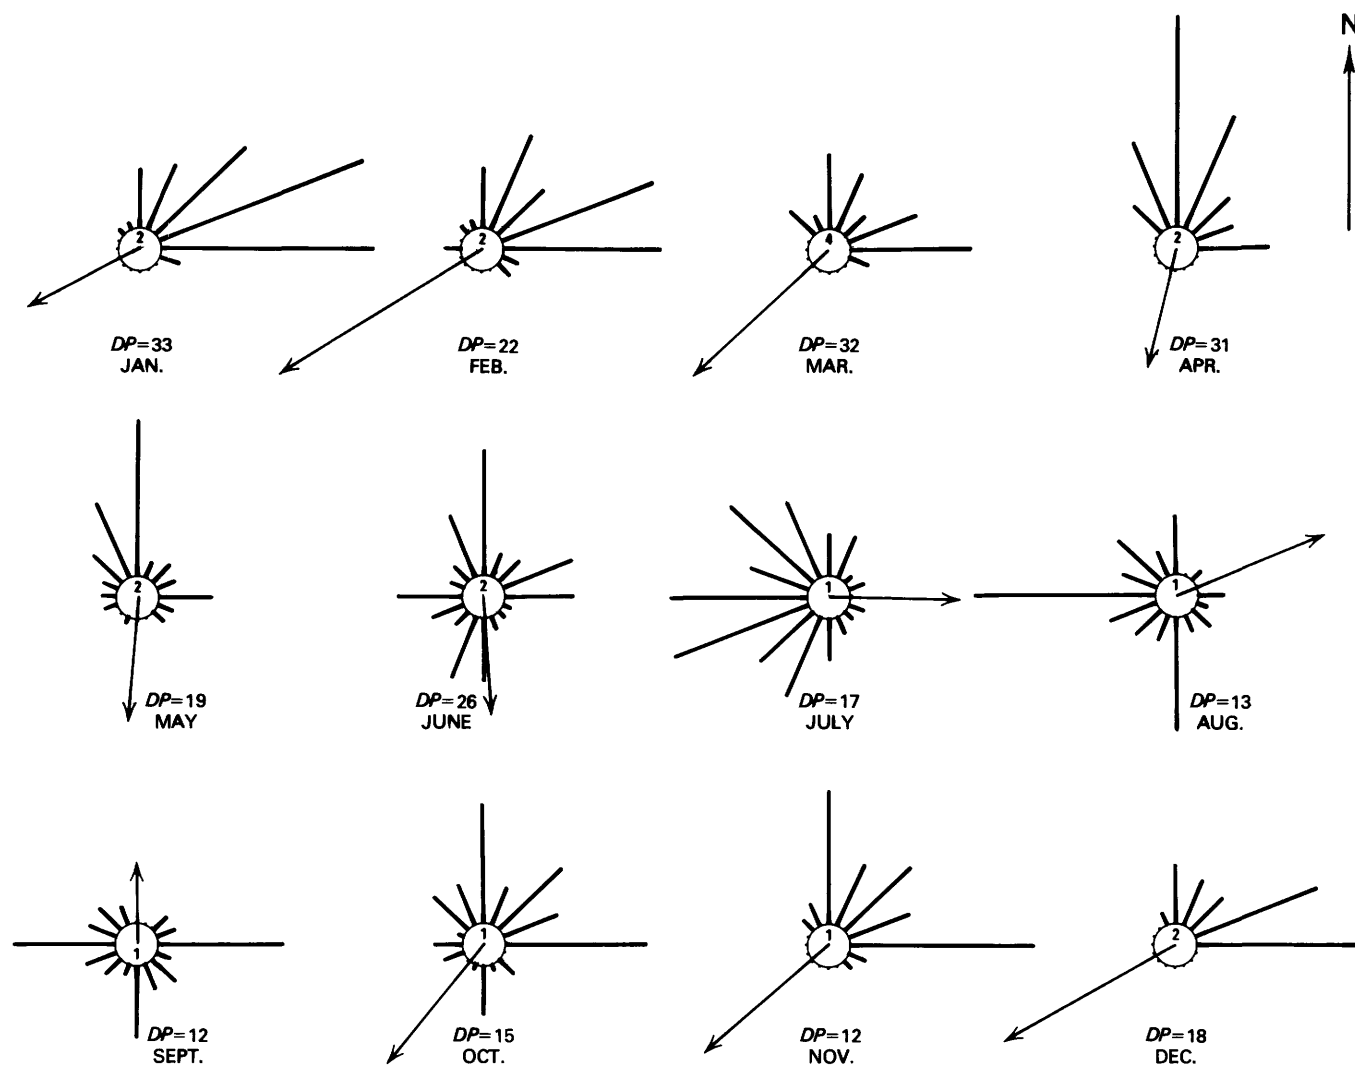 N
2
2
4
2
DP=33
DP=22
DP=32
DP=31
JAN.
FEB.
MAR.
APR.
2
2
1
1
DP=19
DP=26
DP=17
DP=13
MAY
JUNE
JULY
AUG.
1
1
1
2
DP=12
DP=15
DP=12
DP=18
SEPT.
OCT.
NOV.
DEC.